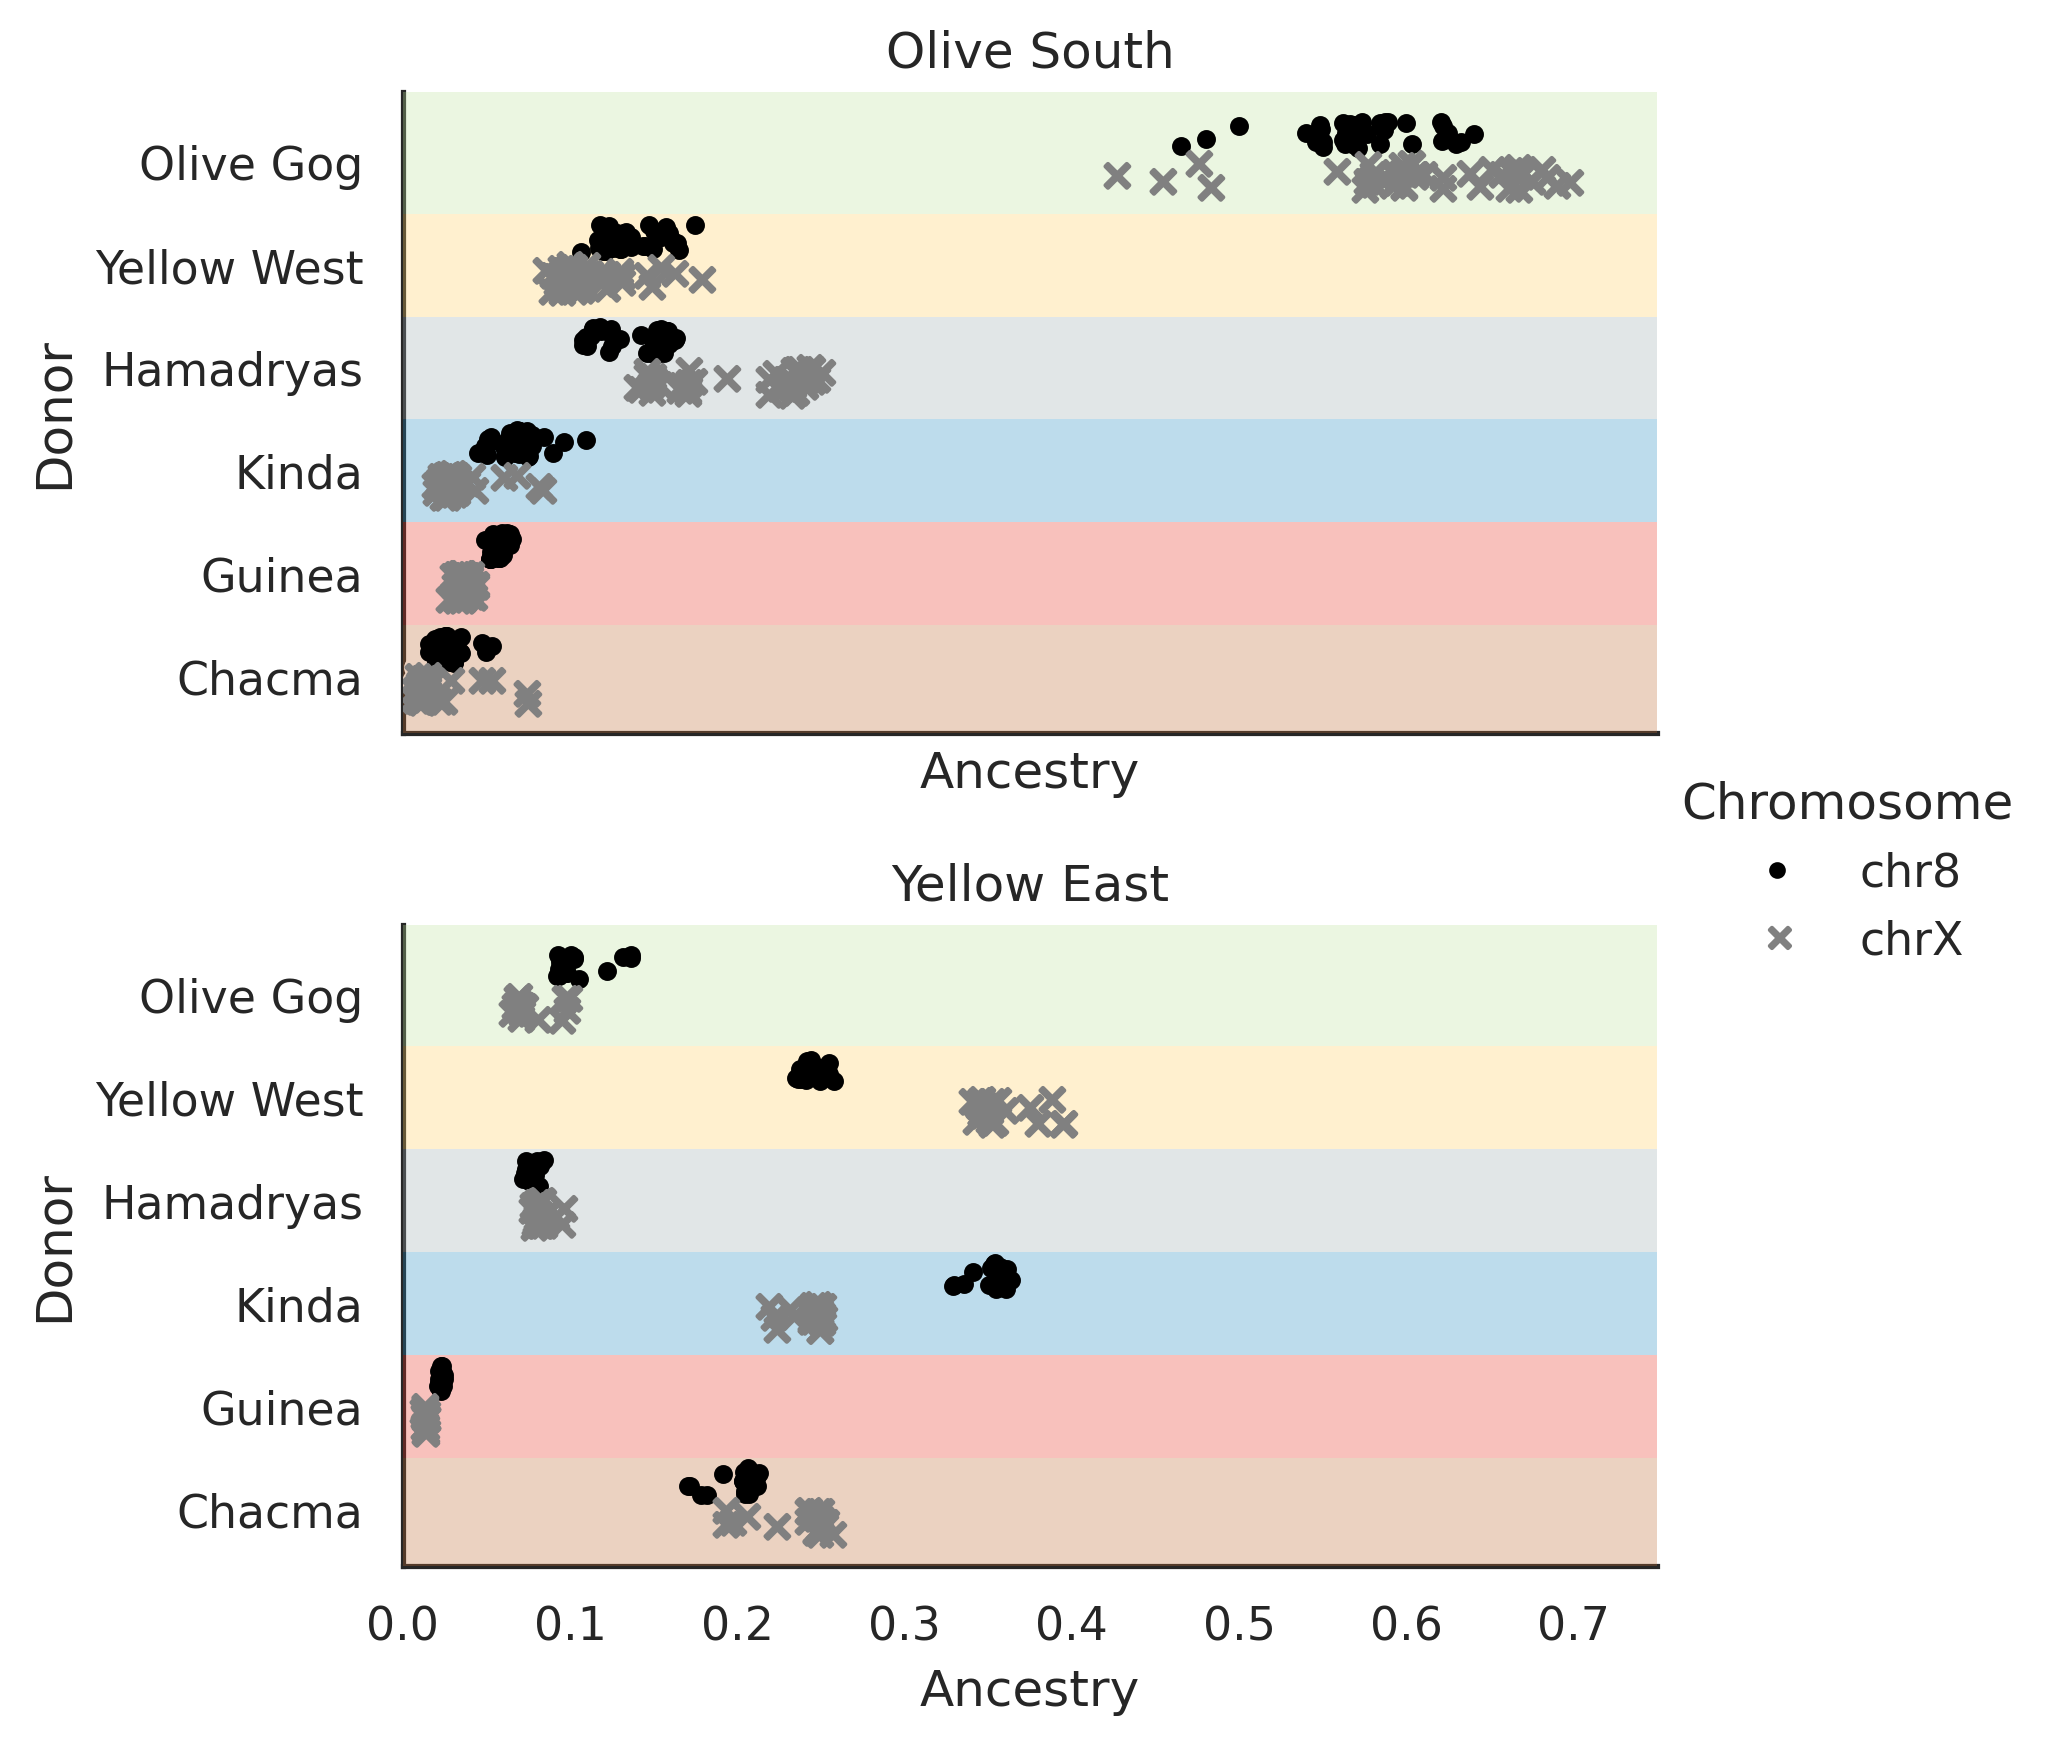 Olive South
Donor
Olive Gog
Yellow West
Hamadryas
Kinda
Guinea
Chacma
Ancestry
Chromosome
chr8
chrX
Yellow East
Donor
Olive Gog
Yellow West
Hamadryas
Kinda
Guinea
Chacma
0.0 0.1 0.2 0.3 0.4 0.5 0.6 0.7
Ancestry